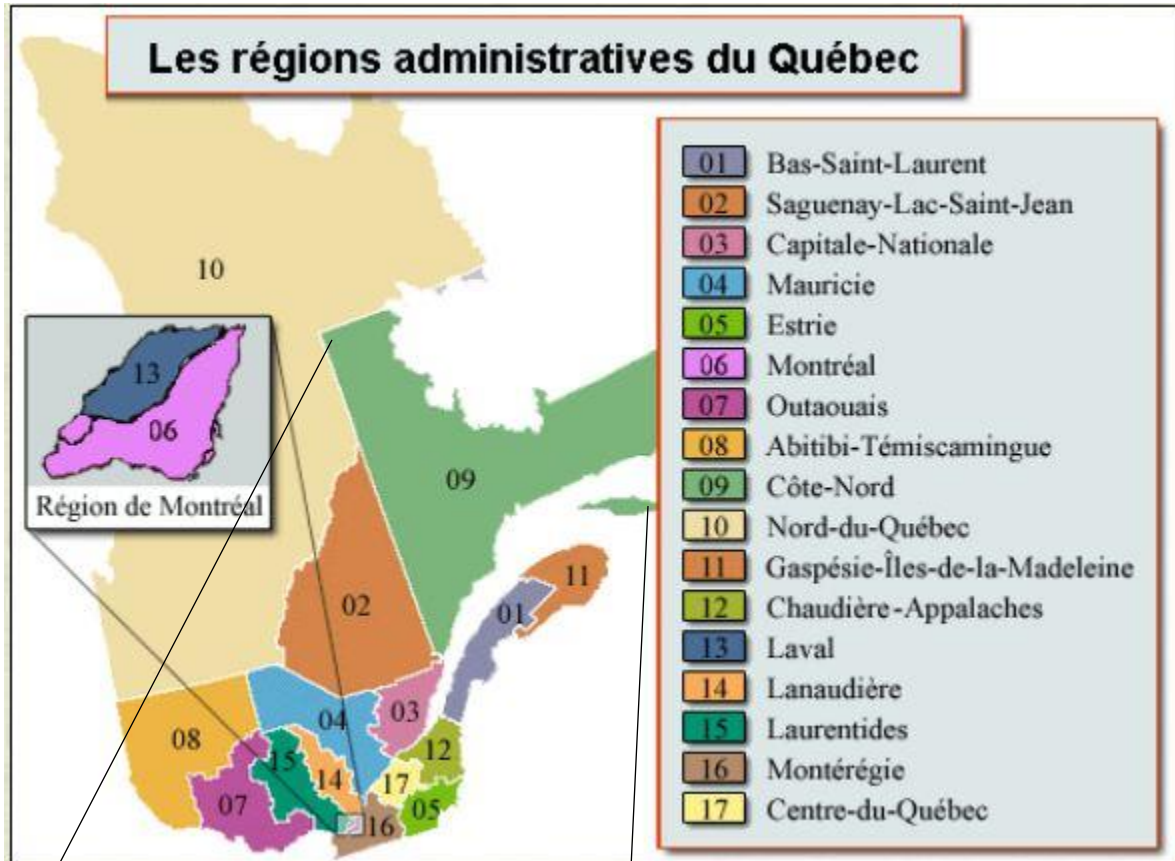 Les régions administratives du Québec
01 Bas-Saint-Laurent
02 Saguenay-Lac-Saint-Jean
03 Capitale-Nationale
04 Mauricie
05 Estrie
06 Montréal
07 Outaouais
08 Abitibi-Témiscamingue
09 Côte-Nord
10 Nord-du-Québec
11 Gaspésie-Îles-de-la-Madeleine
12 Chaudière-Appalaches
13 Laval
14 Lanaudière
15 Laurentides
16 Montérégie
17 Centre-du-Québec
10
13
06
Région de Montréal
09
11
02
01
04
03
08
12
15
14
17
07
05
16